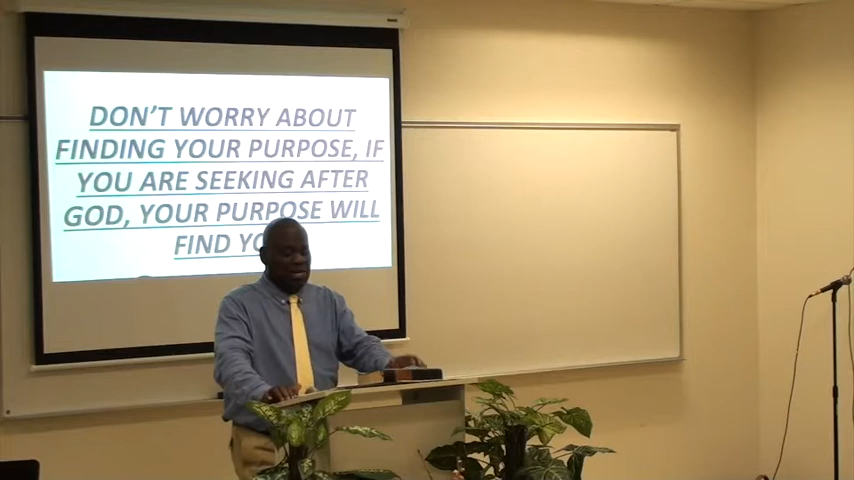 DON'T WORRY ABOUT
FINDING YOUR PURPOSE, IF
YOU ARE SEEKING AFTER
GOD, YOUR PURPOSE WILL
FIND